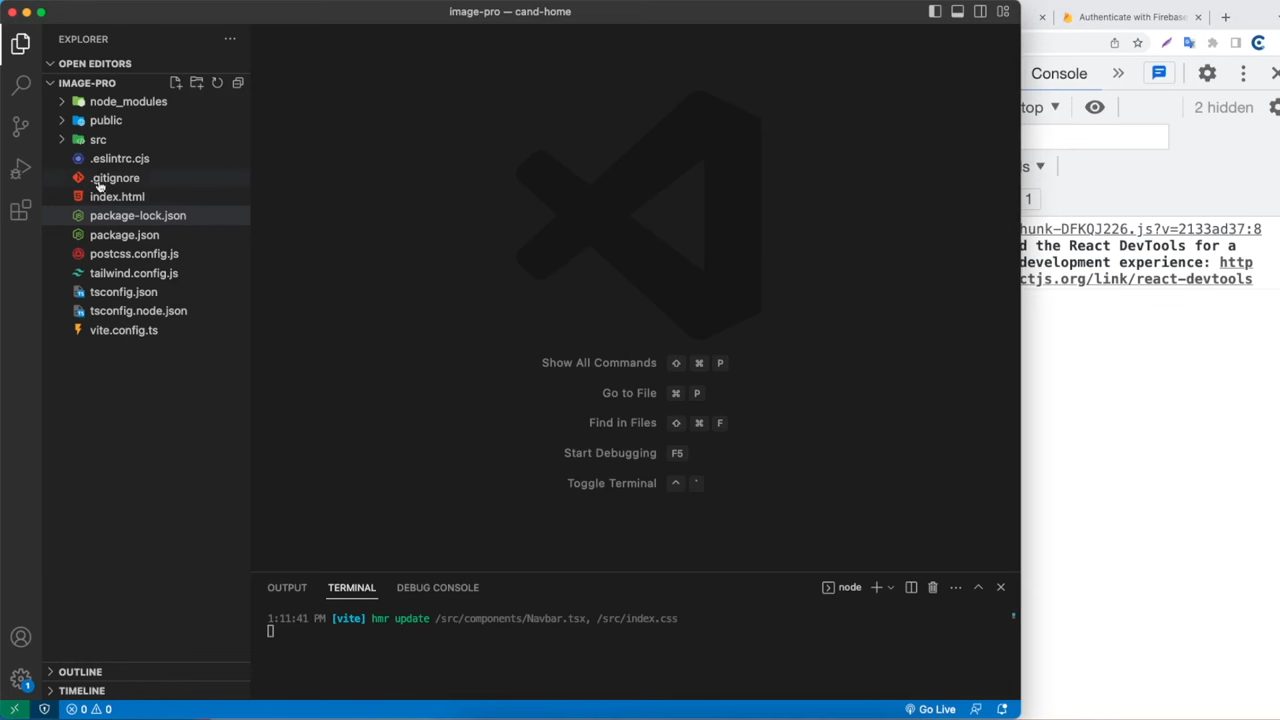 image-pro — cand-home
EXPLORER
OPEN EDITORS
IMAGE-PRO
node_modules
public
src
.eslintrc.cjs
.gitignore
index.html
package-lock.json
package.json
postcss.config.js
tailwind.config.js
tsconfig.json
tsconfig.node.json
vite.config.ts
OUTLINE
TIMELINE
Show All Commands ⇧ ⌘ P
Go to File ⌘ P
Find in Files ⇧ ⌘ F
Start Debugging F5
Toggle Terminal ^ `
OUTPUT TERMINAL DEBUG CONSOLE
node
1:11:41 PM [vite] hmr update /src/components/Navbar.tsx, /src/index.css
1
0 0
Go Live
Authenticate with Firebase
Console
top
2 hidden
s
1
hunk-DFKQJ226.js?v=2133ad37:8
d the React DevTools for a
development experience: http
ctjs.org/link/react-devtools